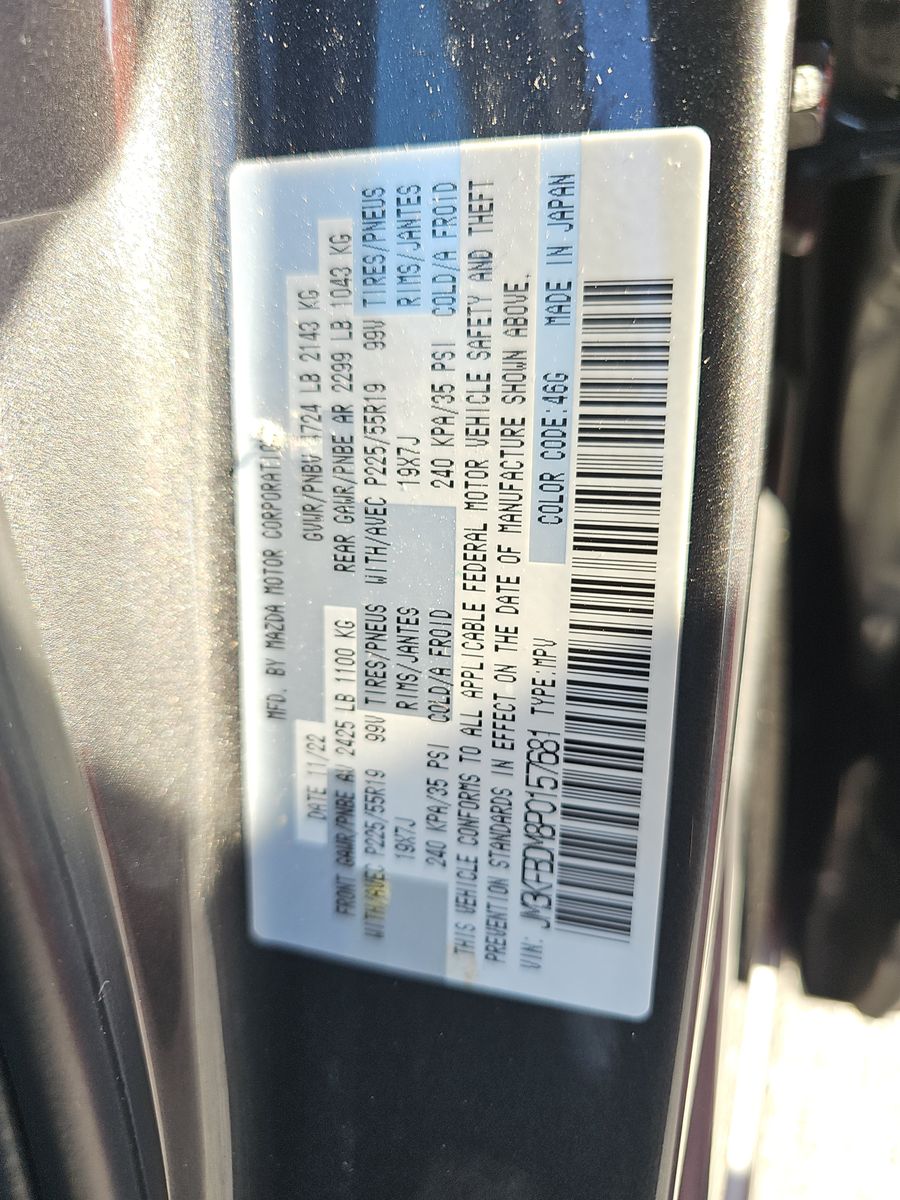 MFD. BY MAZDA MOTOR CORPORATION
DATE 11/22 GVWR/PNBV 4724 LB 2143 KG
FRONT GAWR/PNBE AV 2425 LB 1100 KG REAR GAWR/PNBE AR 2299 LB 1043 KG
WITH/AVEC P225/55R19 99V TIRES/PNEUS WITH/AVEC P225/55R19 99V TIRES/PNEUS
19X7J RIMS/JANTES 19X7J RIMS/JANTES
240 KPA/35 PSI COLD/A FROID 240 KPA/35 PSI COLD/A FROID
THIS VEHICLE CONFORMS TO ALL APPLICABLE FEDERAL MOTOR VEHICLE SAFETY AND THEFT
PREVENTION STANDARDS IN EFFECT ON THE DATE OF MANUFACTURE SHOWN ABOVE.
VIN: JM3KFBDM8P0157681 TYPE:MPV COLOR CODE:46G MADE IN JAPAN